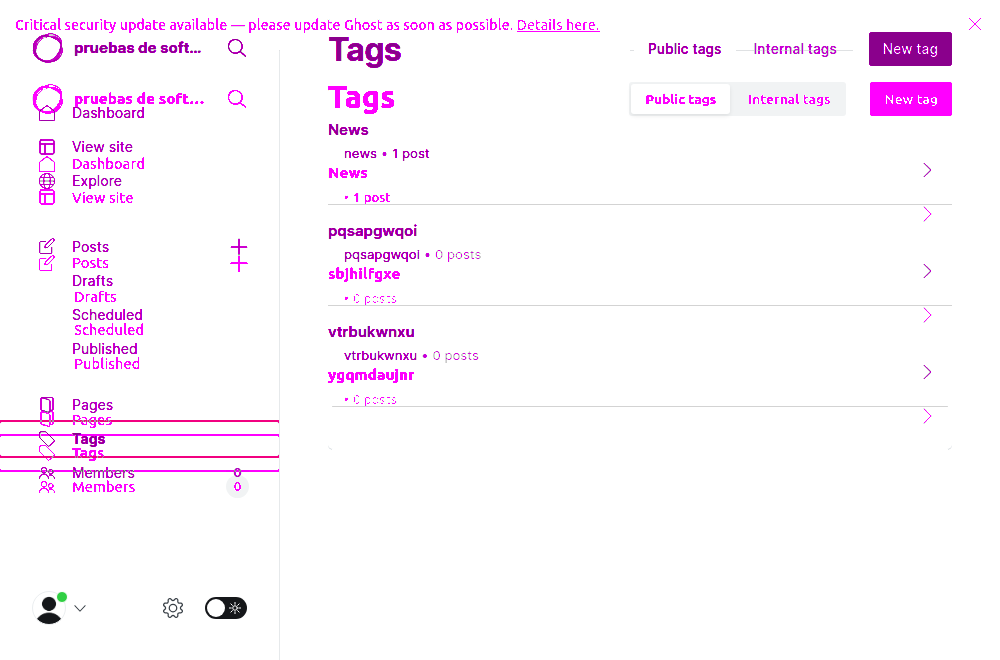 Critical security update available — please update Ghost as soon as possible. Details here.
pruebas de soft...
Tags
Public tags
Internal tags
New tag
pruebas de soft...
Tags
Public tags
Internal tags
New tag
Dashboard
View site
Dashboard
Explore
View site
Posts
Posts
Drafts
Drafts
Scheduled
Scheduled
Published
Published
Pages
Pages
Tags
Tags
Members 0
Members 0
News
news • 1 post
News
• 1 post
pqsapgwqoi
pqsapgwqoi • 0 posts
sbjhilfgxe
• 0 posts
vtrbukwnxu
vtrbukwnxu • 0 posts
ygqmdaujnr
• 0 posts